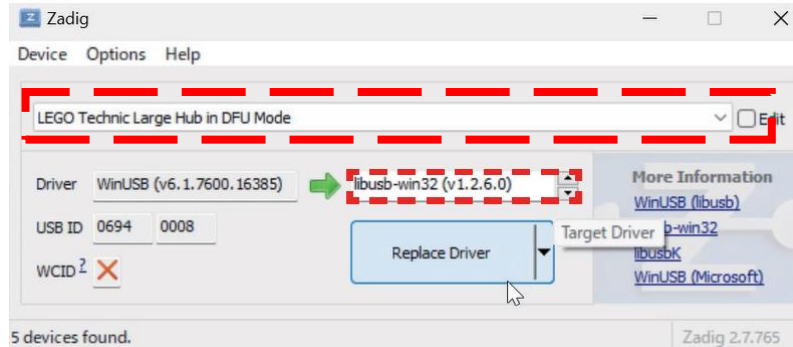 Zadig
Device Options Help
LEGO Technic Large Hub in DFU Mode
Edit
Driver WinUSB (v6.1.7600.16385) libusb-win32 (v1.2.6.0)
More Information
WinUSB (libusb)
USB ID 0694 0008
Replace Driver
Target Driver
b-win32
libusbK
WCID ?
WinUSB (Microsoft)
5 devices found.
Zadig 2.7.765